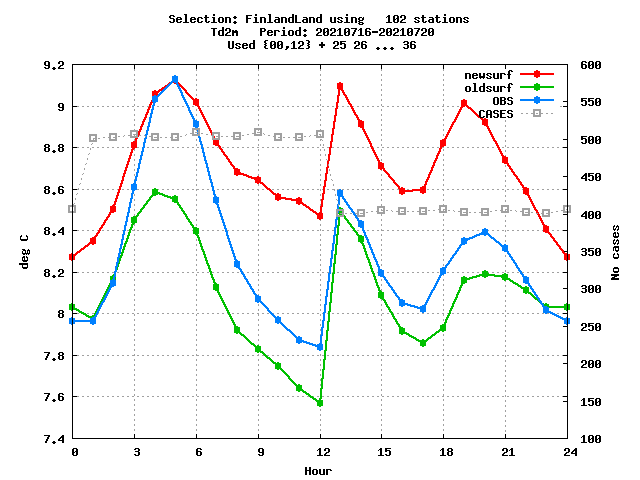 Selection: FinlandLand using   102 stations
Td2m   Period: 20210716-20210720
Used {00,12} + 25 26 ... 36
newsurf
oldsurf
OBS
CASES
9.2
9
8.8
8.6
8.4
8.2
8
7.8
7.6
7.4
deg C
600
550
500
450
400
350
300
250
200
150
100
No cases
0 3 6 9 12 15 18 21 24
Hour